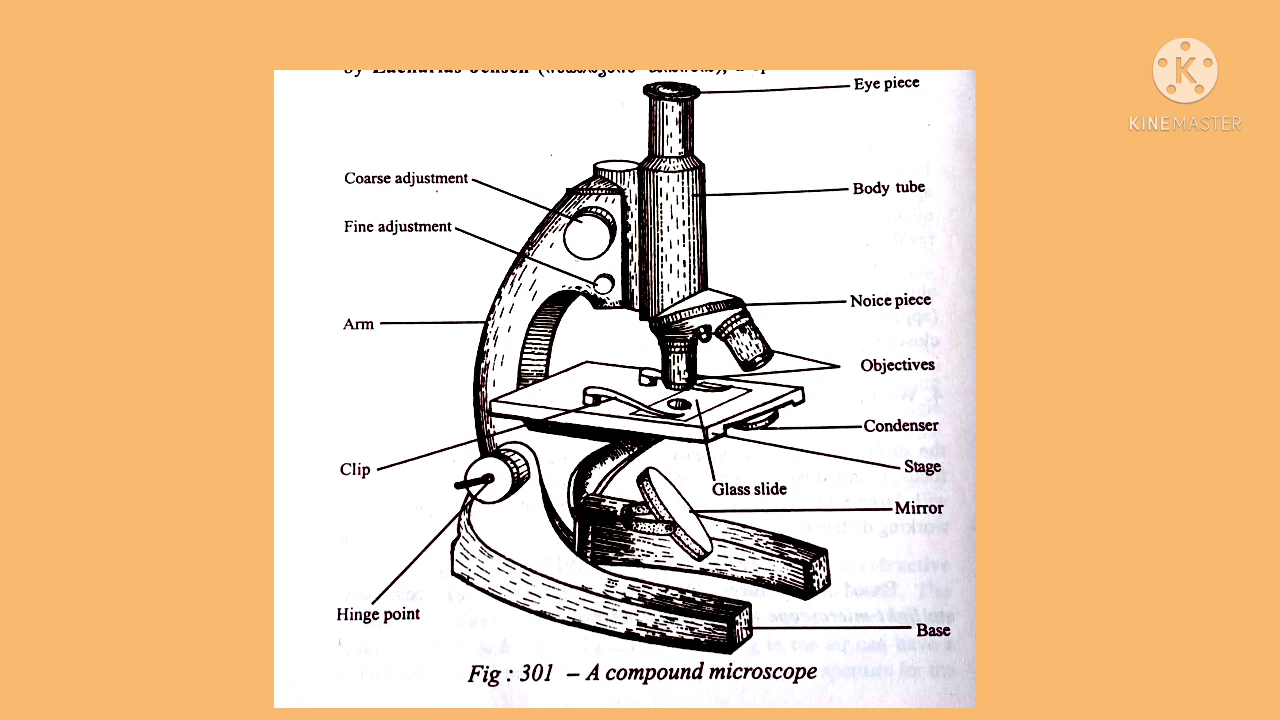 Eye piece
Coarse adjustment
Body tube
Fine adjustment
Noice piece
Arm
Objectives
Condenser
Clip
Stage
Glass slide
Mirror
Hinge point
Base
Fig : 301 – A compound microscope
KINEMASTER